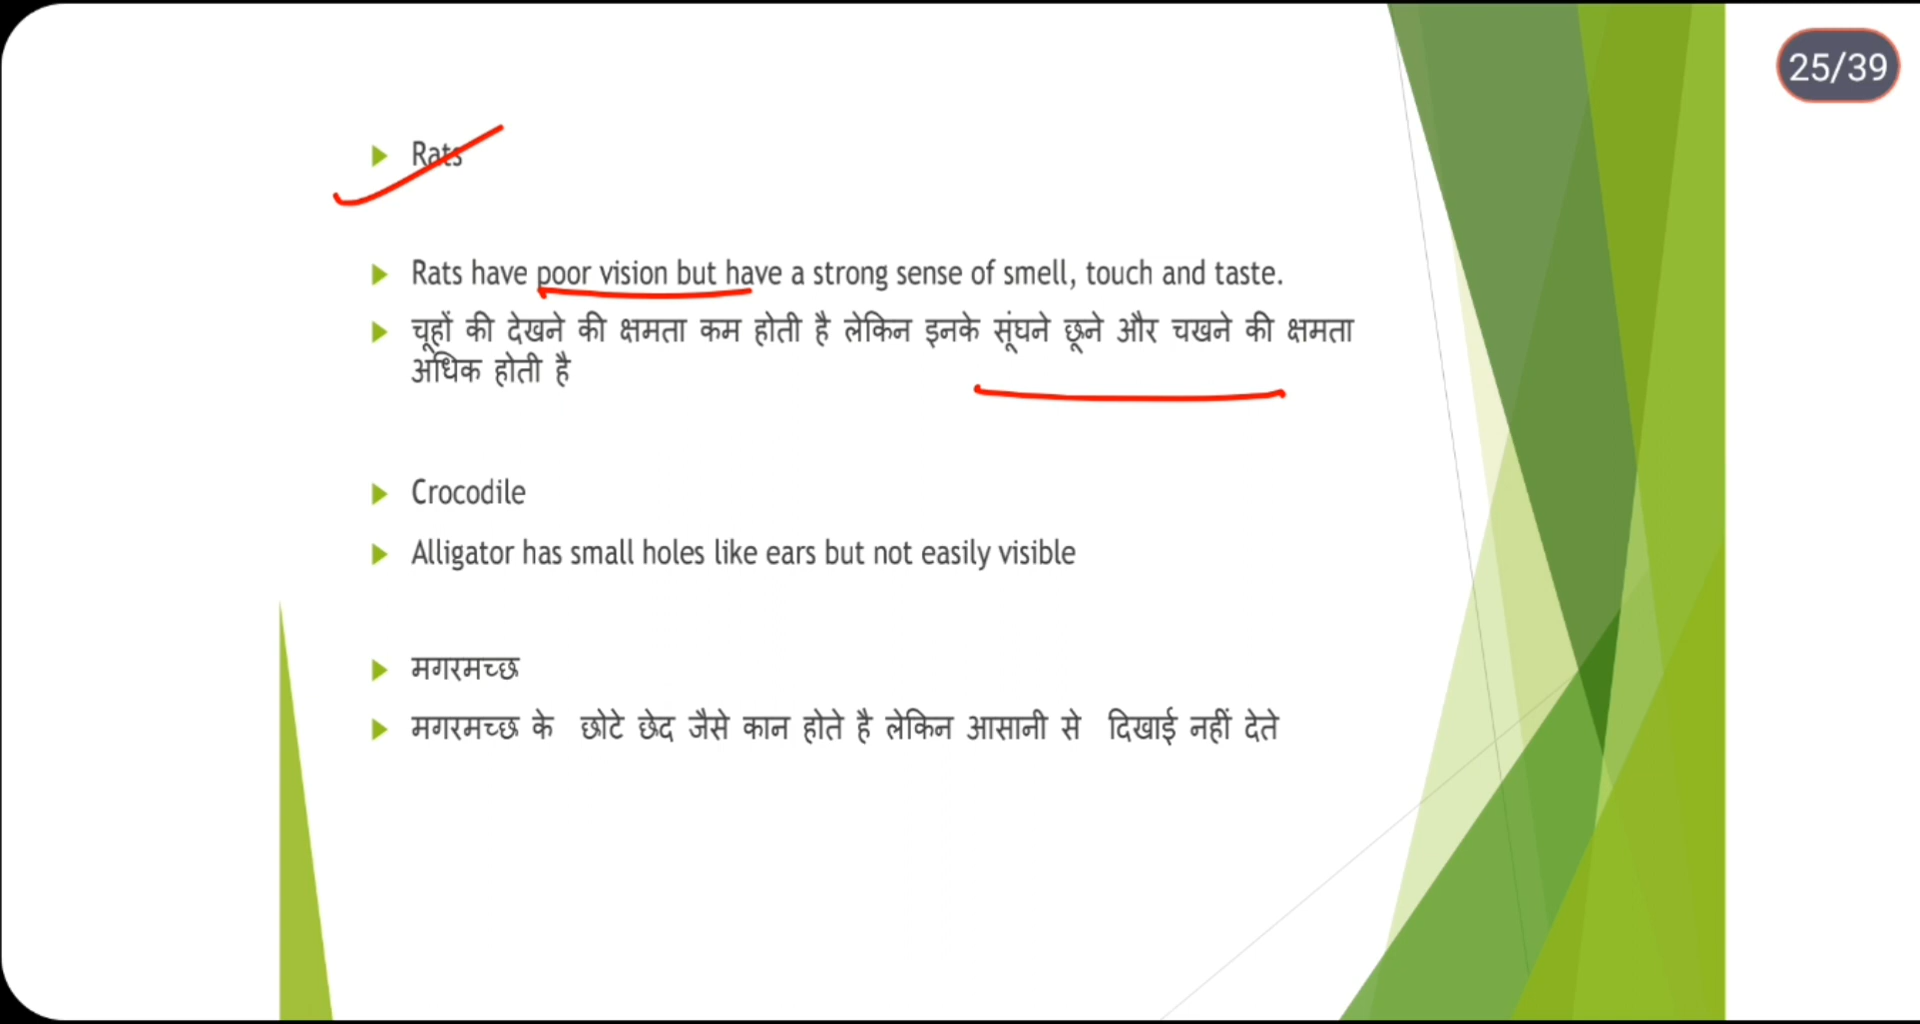 25/39
Rats
Rats have poor vision but have a strong sense of smell, touch and taste.
चूहों की देखने की क्षमता कम होती है लेकिन इनके सूंघने छूने और चखने की क्षमता
अधिक होती है
Crocodile
Alligator has small holes like ears but not easily visible
मगरमच्छ
मगरमच्छ के छोटे छेद जैसे कान होते है लेकिन आसानी से दिखाई नहीं देते